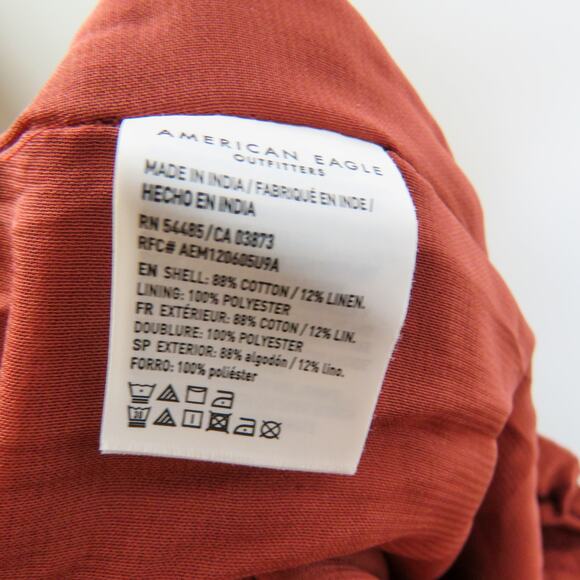 AMERICAN EAGLE
OUTFITTERS
MADE IN INDIA / FABRIQUÉ EN INDE /
HECHO EN INDIA
RN 54485/CA 03873
RFC# AEM120605U9A
EN SHELL: 88% COTTON / 12% LINEN.
LINING: 100% POLYESTER
FR EXTÉRIEUR: 88% COTON / 12% LIN.
DOUBLURE: 100% POLYESTER
SP EXTERIOR: 88% algodón / 12% lino.
FORRO: 100% poliéster